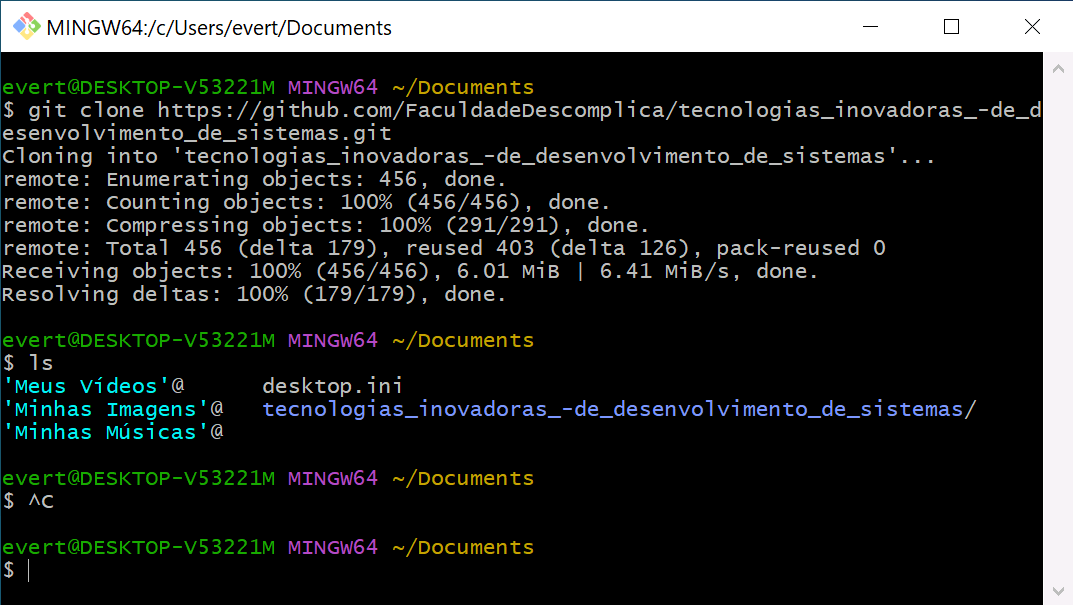 MINGW64:/c/Users/evert/Documents
evert@DESKTOP-V53221M MINGW64 ~/Documents
$ git clone https://github.com/FaculdadeDescomplica/tecnologias_inovadoras_-de_d
esenvolvimento_de_sistemas.git
Cloning into 'tecnologias_inovadoras_-de_desenvolvimento_de_sistemas'...
remote: Enumerating objects: 456, done.
remote: Counting objects: 100% (456/456), done.
remote: Compressing objects: 100% (291/291), done.
remote: Total 456 (delta 179), reused 403 (delta 126), pack-reused 0
Receiving objects: 100% (456/456), 6.01 MiB | 6.41 MiB/s, done.
Resolving deltas: 100% (179/179), done.
evert@DESKTOP-V53221M MINGW64 ~/Documents
$ ls
'Meus Vídeos'@      desktop.ini
'Minhas Imagens'@   tecnologias_inovadoras_-de_desenvolvimento_de_sistemas/
'Minhas Músicas'@
evert@DESKTOP-V53221M MINGW64 ~/Documents
$ ^C
evert@DESKTOP-V53221M MINGW64 ~/Documents
$